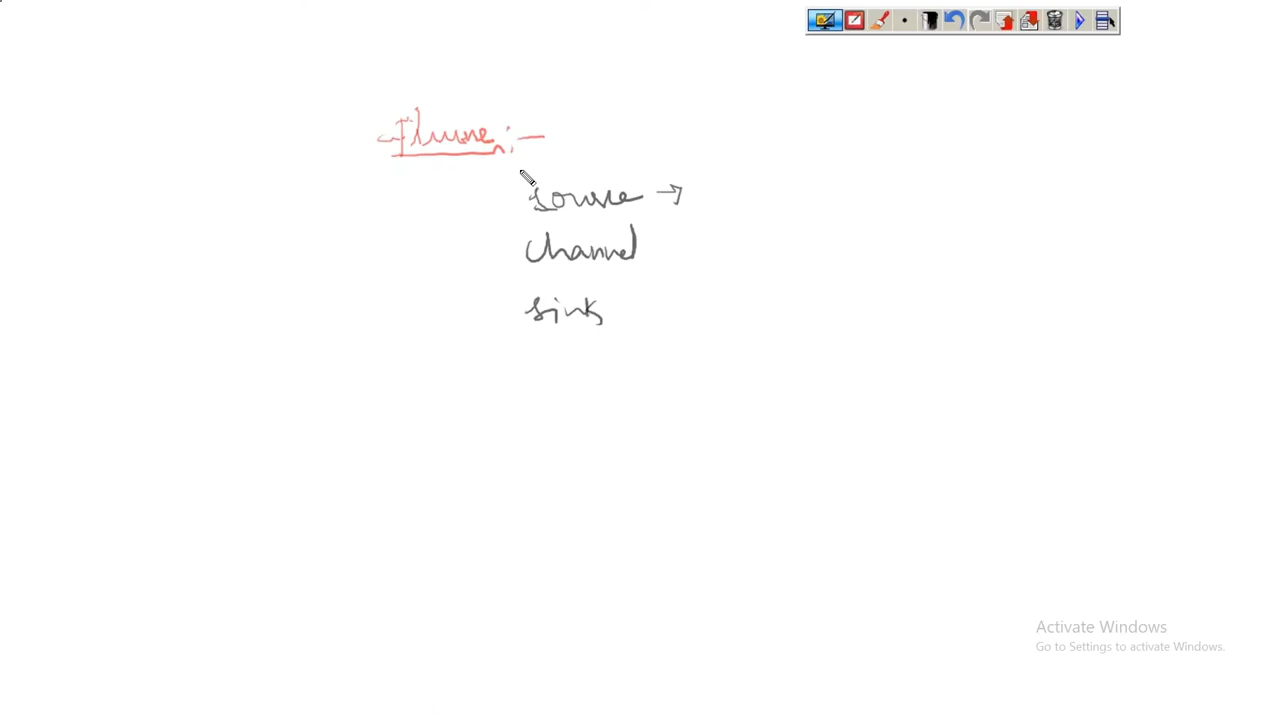 Flume :-
Source →
Channel
Sink
Activate Windows
Go to Settings to activate Windows.